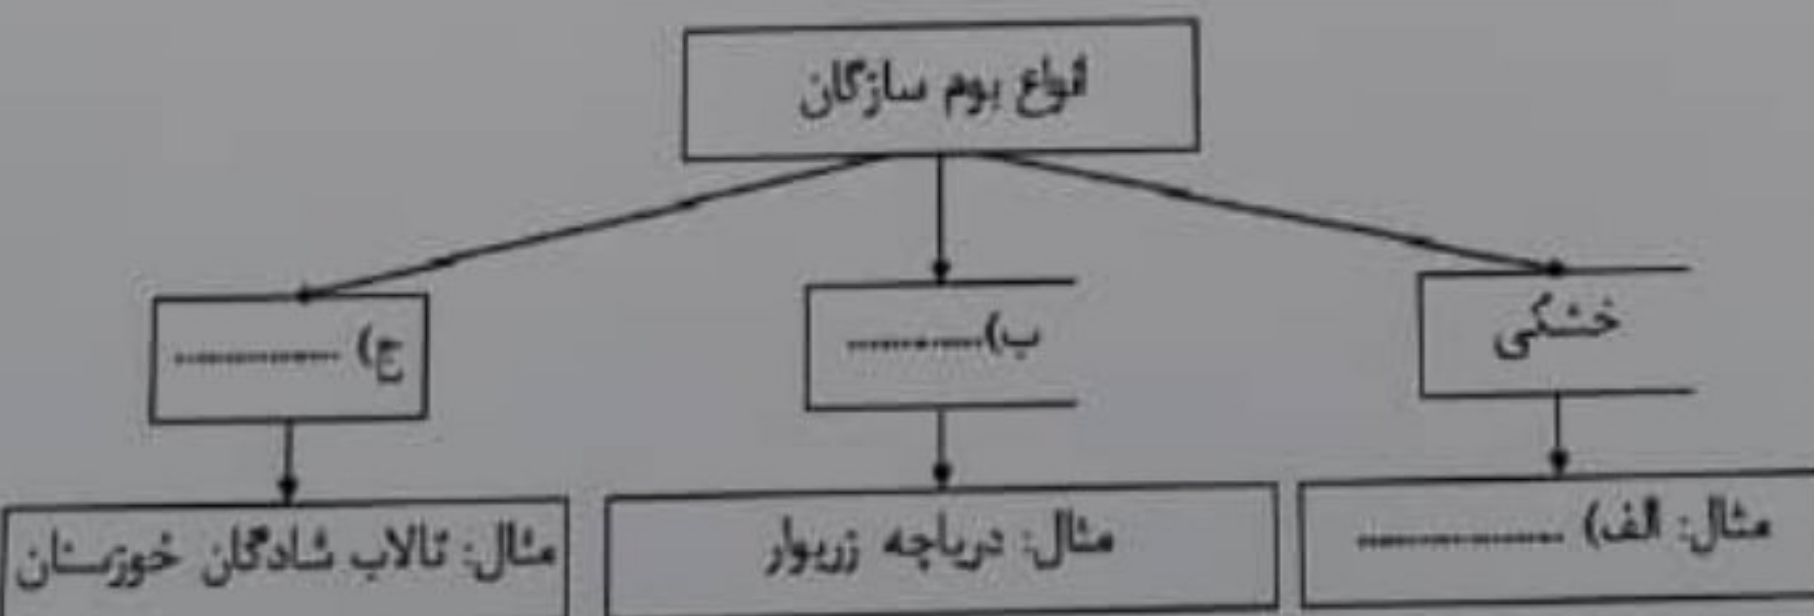 انواع بوم سازگان
خشکی
ب)............
ج) ................
مثال: الف) ....................
مثال: دریاچه زریوار
مثال: تالاب شادگان خوزستان